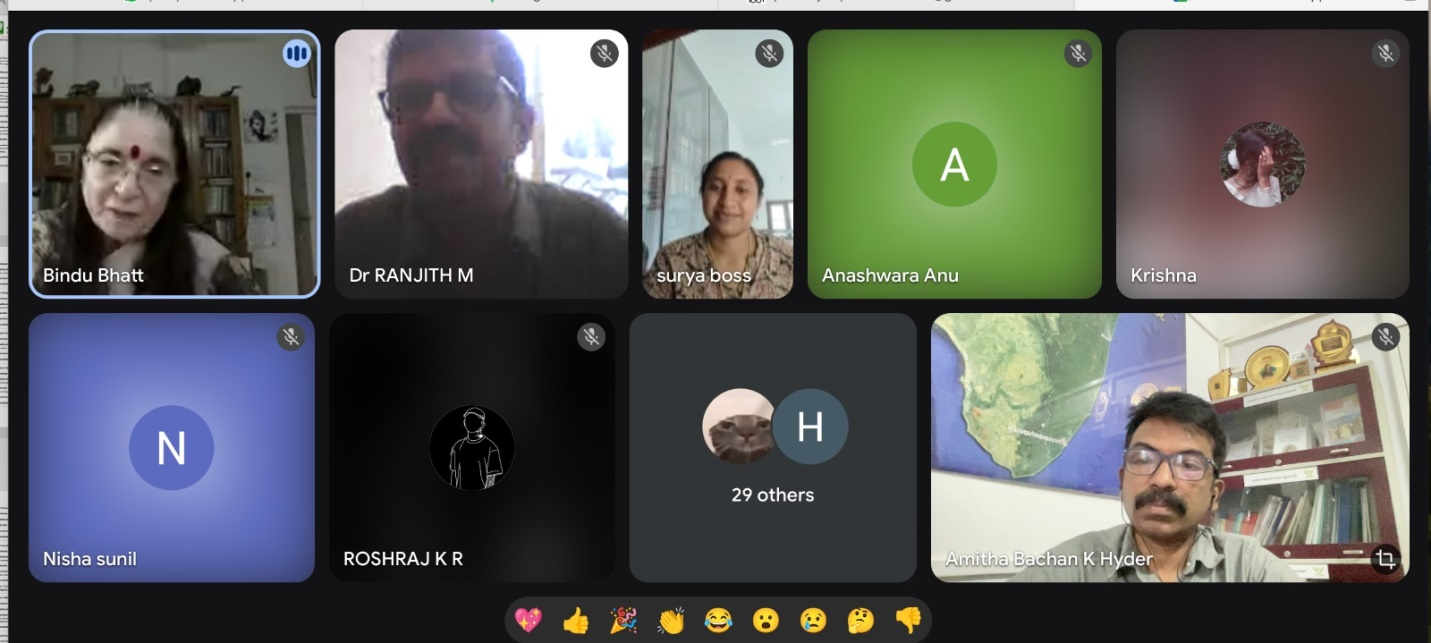 Bindu Bhatt
Dr RANJITH M
surya boss
A
Anashwara Anu
Krishna
N
Nisha sunil
ROSHRAJ K R
H
29 others
Amitha Bachan K Hyder